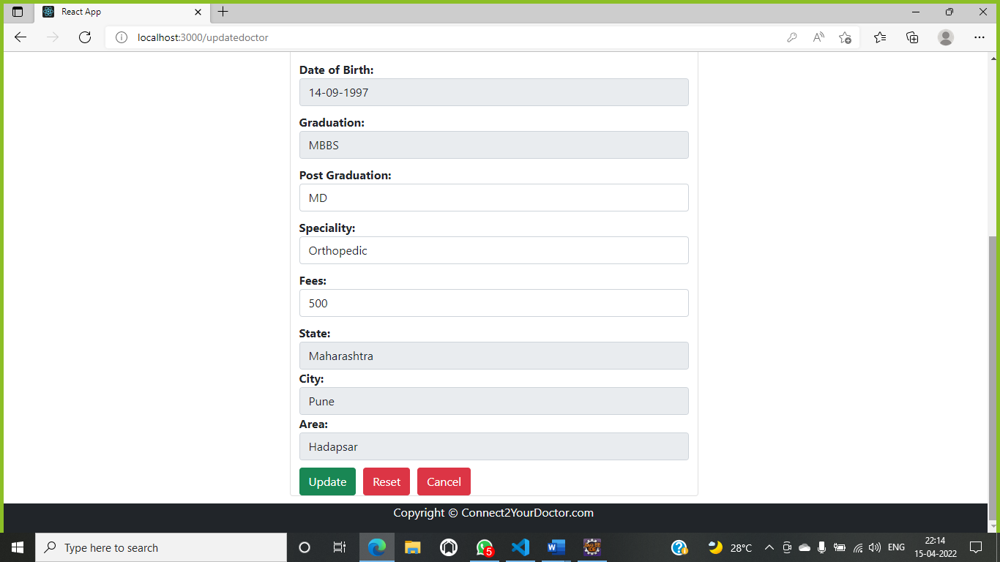 React App
localhost:3000/updatedoctor
Date of Birth:
14-09-1997
Graduation:
MBBS
Post Graduation:
MD
Speciality:
Orthopedic
Fees:
500
State:
Maharashtra
City:
Pune
Area:
Hadapsar
Update Reset Cancel
Copyright © Connect2YourDoctor.com
Type here to search
5
28°C
ENG
22:14
15-04-2022